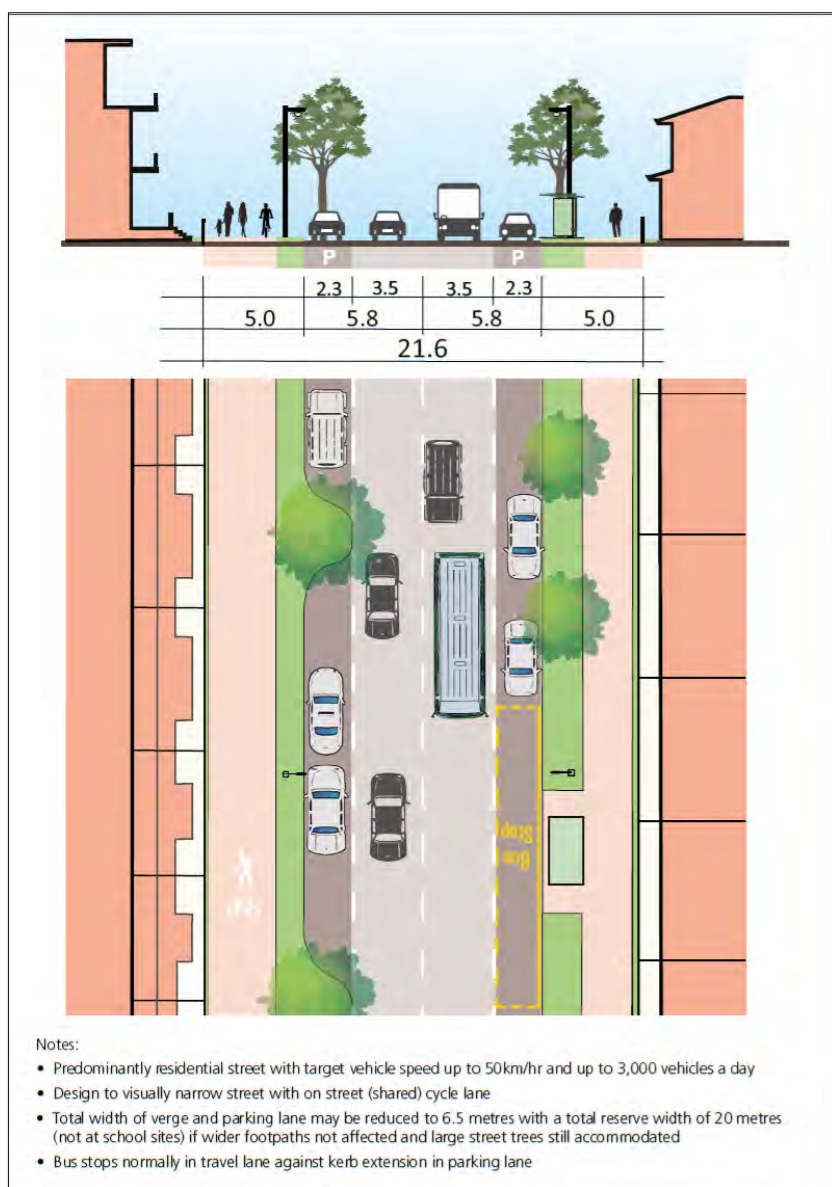 P P
2.3 3.5 3.5 2.3
5.0 5.8 5.8 5.0
21.6
Bus
Stop
Notes:
• Predominantly residential street with target vehicle speed up to 50km/hr and up to 3,000 vehicles a day
• Design to visually narrow street with on street (shared) cycle lane
• Total width of verge and parking lane may be reduced to 6.5 metres with a total reserve width of 20 metres
(not at school sites) if wider footpaths not affected and large street trees still accommodated
• Bus stops normally in travel lane against kerb extension in parking lane